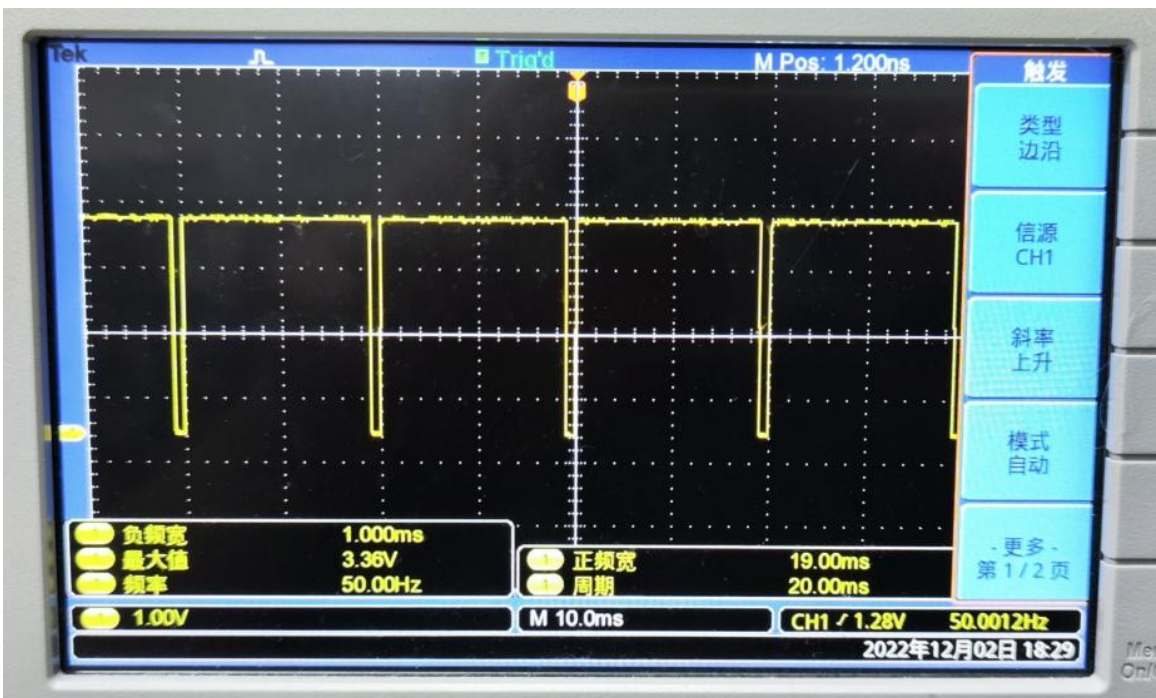 Tek Trig'd M Pos: 1.200ns
触发
类型
边沿
信源
CH1
斜率
上升
模式
自动
-更多-
第1/2页
负频宽 1.000ms
最大值 3.36V
频率 50.00Hz
1 正频宽 19.00ms
1 周期 20.00ms
1.00V M 10.0ms CH1 / 1.28V 50.0012Hz
2022年12月02日 18:29